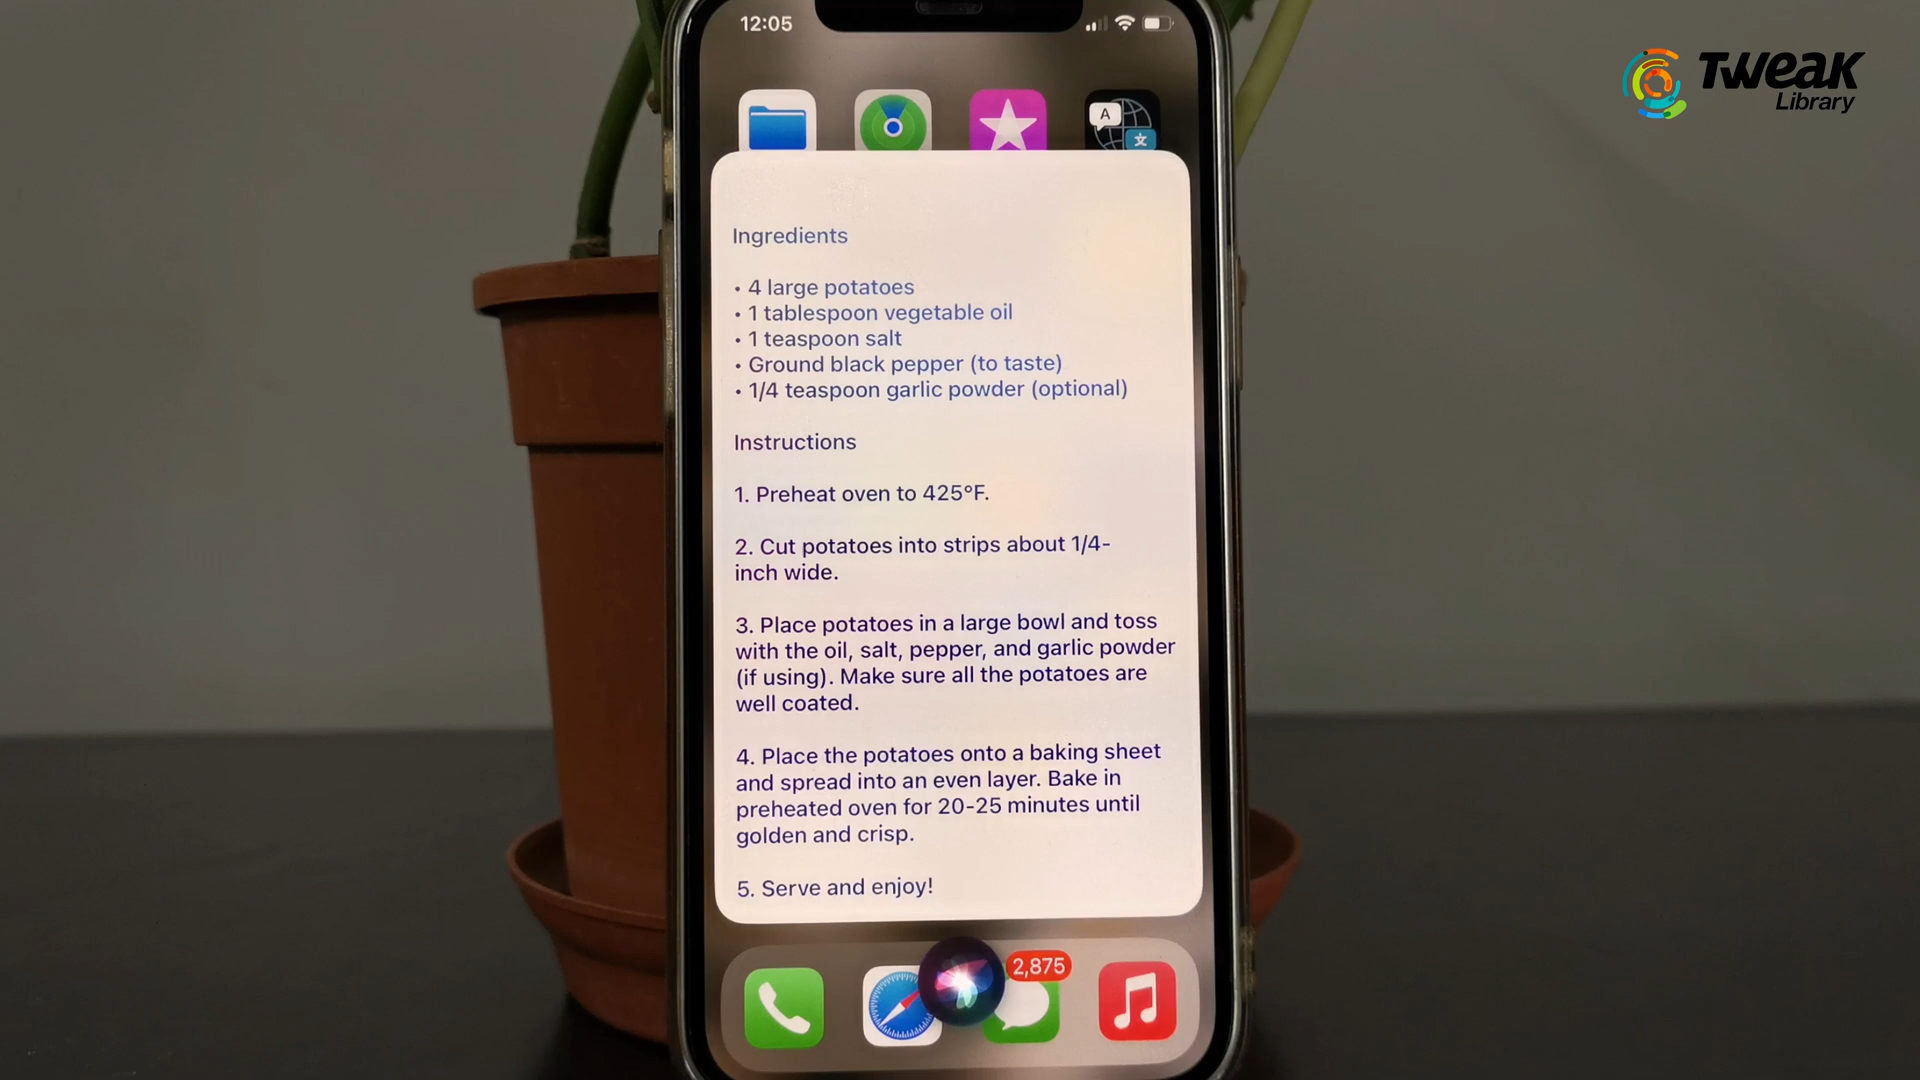 12:05
TWEAK
Library
A
文
Ingredients
• 4 large potatoes
• 1 tablespoon vegetable oil
• 1 teaspoon salt
• Ground black pepper (to taste)
• 1/4 teaspoon garlic powder (optional)
Instructions
1. Preheat oven to 425°F.
2. Cut potatoes into strips about 1/4-
inch wide.
3. Place potatoes in a large bowl and toss
with the oil, salt, pepper, and garlic powder
(if using). Make sure all the potatoes are
well coated.
4. Place the potatoes onto a baking sheet
and spread into an even layer. Bake in
preheated oven for 20-25 minutes until
golden and crisp.
5. Serve and enjoy!
2,875